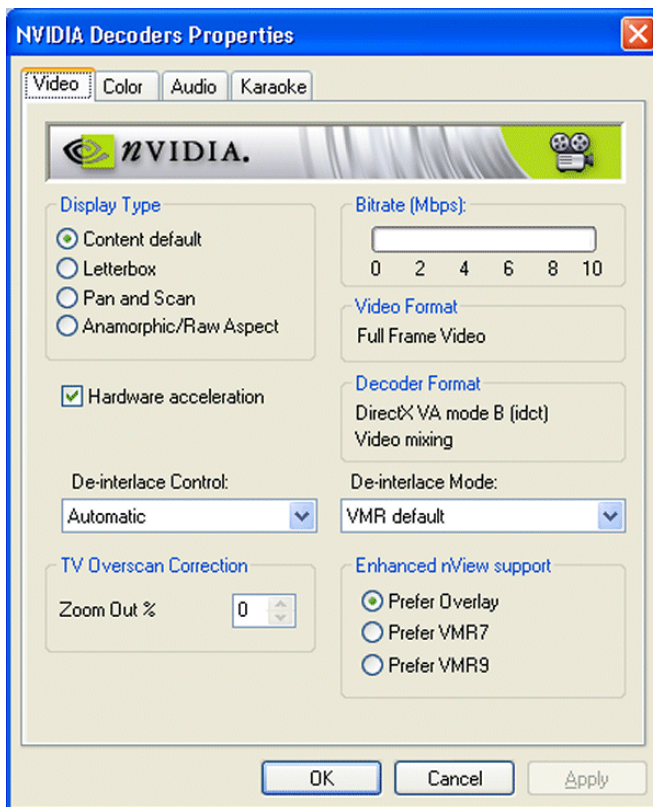 NVIDIA Decoders Properties
Video Color Audio Karaoke
nVIDIA.
Display Type
Content default
Letterbox
Pan and Scan
Anamorphic/Raw Aspect
Bitrate (Mbps):
0 2 4 6 8 10
Video Format
Full Frame Video
Hardware acceleration
Decoder Format
DirectX VA mode B (idct)
Video mixing
De-interlace Control:
Automatic
De-interlace Mode:
VMR default
TV Overscan Correction
Zoom Out % 0
Enhanced nView support
Prefer Overlay
Prefer VMR7
Prefer VMR9
OK Cancel Apply